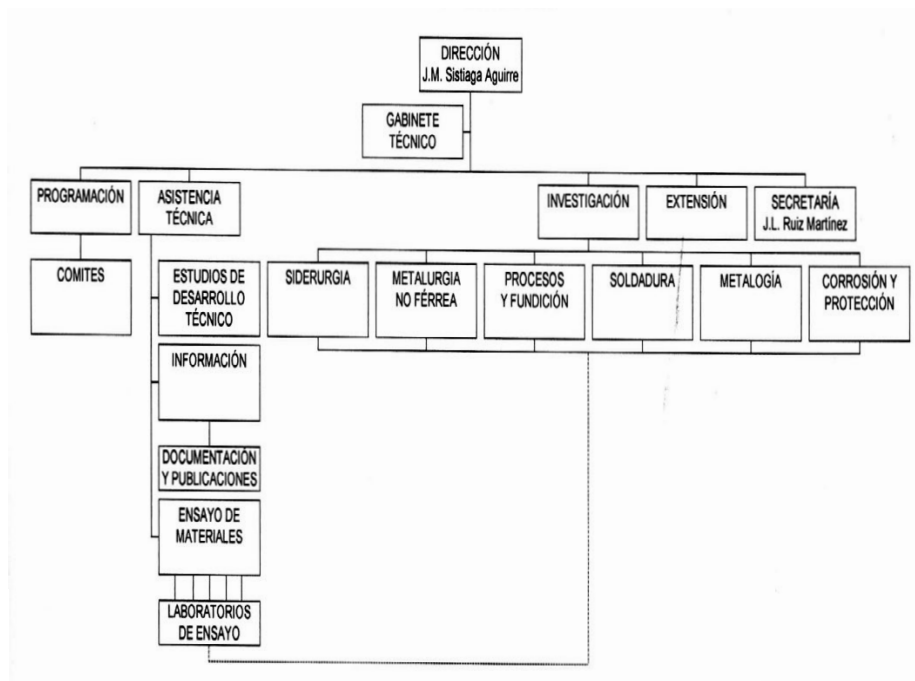 DIRECCIÓN
J.M. Sistiaga Aguirre
GABINETE
TÉCNICO
PROGRAMACIÓN
ASISTENCIA
TÉCNICA
INVESTIGACIÓN
EXTENSIÓN
SECRETARÍA
J.L. Ruiz Martínez
COMITES
ESTUDIOS DE
DESARROLLO
TÉCNICO
SIDERURGIA
METALURGIA
NO FÉRREA
PROCESOS
Y FUNDICIÓN
SOLDADURA
METALOGÍA
CORROSIÓN Y
PROTECCIÓN
INFORMACIÓN
DOCUMENTACIÓN
Y PUBLICACIONES
ENSAYO DE
MATERIALES
LABORATORIOS
DE ENSAYO